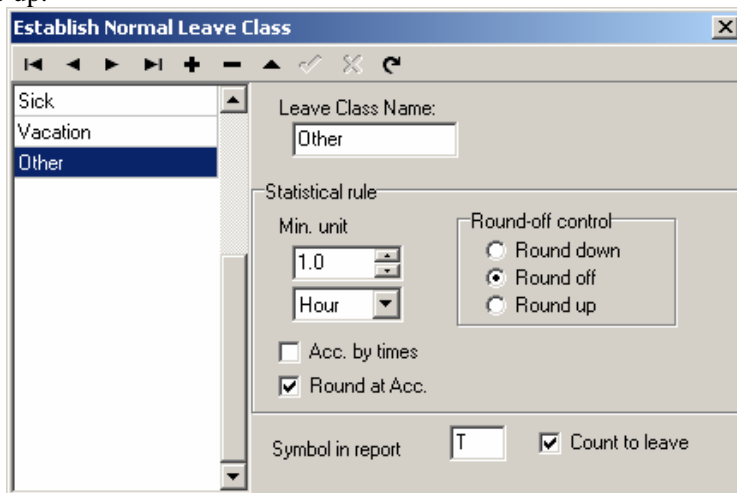 up.
Establish Normal Leave Class
Sick
Vacation
Other
Leave Class Name:
Other
Statistical rule
Min. unit
1.0
Hour
Round-off control
Round down
Round off
Round up
Acc. by times
Round at Acc.
Symbol in report
T
Count to leave